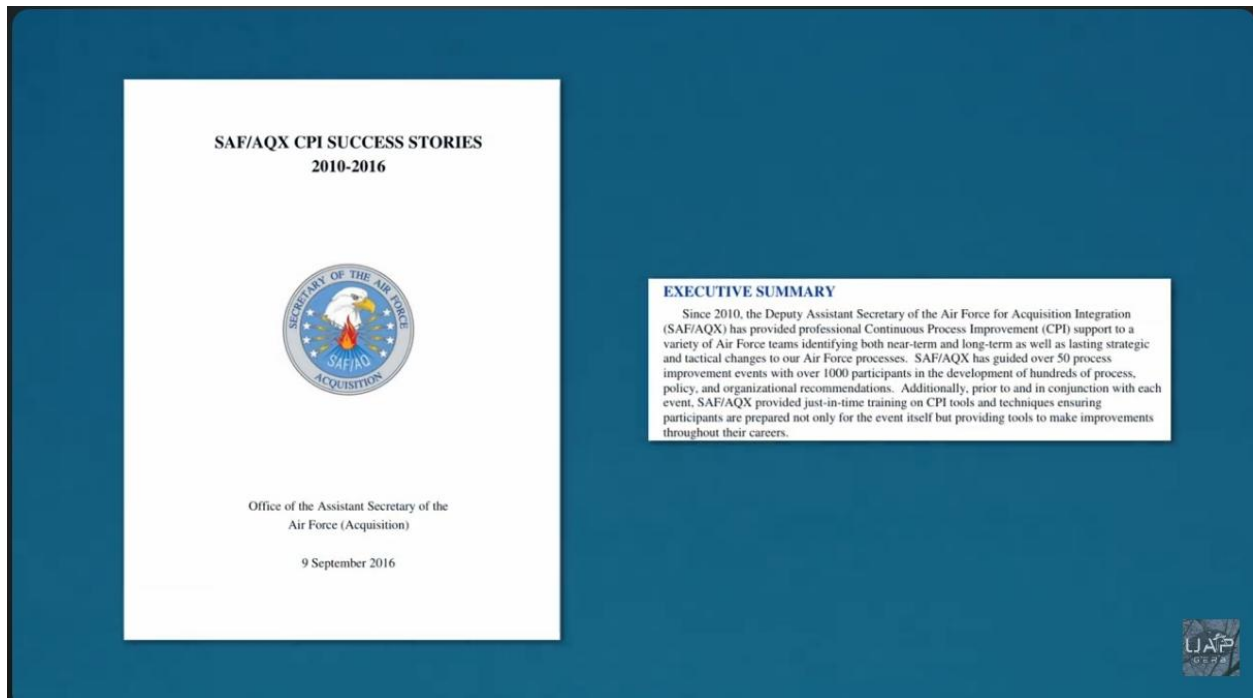 SAF/AQX CPI SUCCESS STORIES
2010-2016
SECRETARY OF THE AIR FORCE
SAF/AQ
ACQUISITION
Office of the Assistant Secretary of the
Air Force (Acquisition)
9 September 2016
EXECUTIVE SUMMARY
Since 2010, the Deputy Assistant Secretary of the Air Force for Acquisition Integration
(SAF/AQX) has provided professional Continuous Process Improvement (CPI) support to a
variety of Air Force teams identifying both near-term and long-term as well as lasting strategic
and tactical changes to our Air Force processes. SAF/AQX has guided over 50 process
improvement events with over 1000 participants in the development of hundreds of process,
policy, and organizational recommendations. Additionally, prior to and in conjunction with each
event, SAF/AQX provided just-in-time training on CPI tools and techniques ensuring
participants are prepared not only for the event itself but providing tools to make improvements
throughout their careers.
UAP
GERB